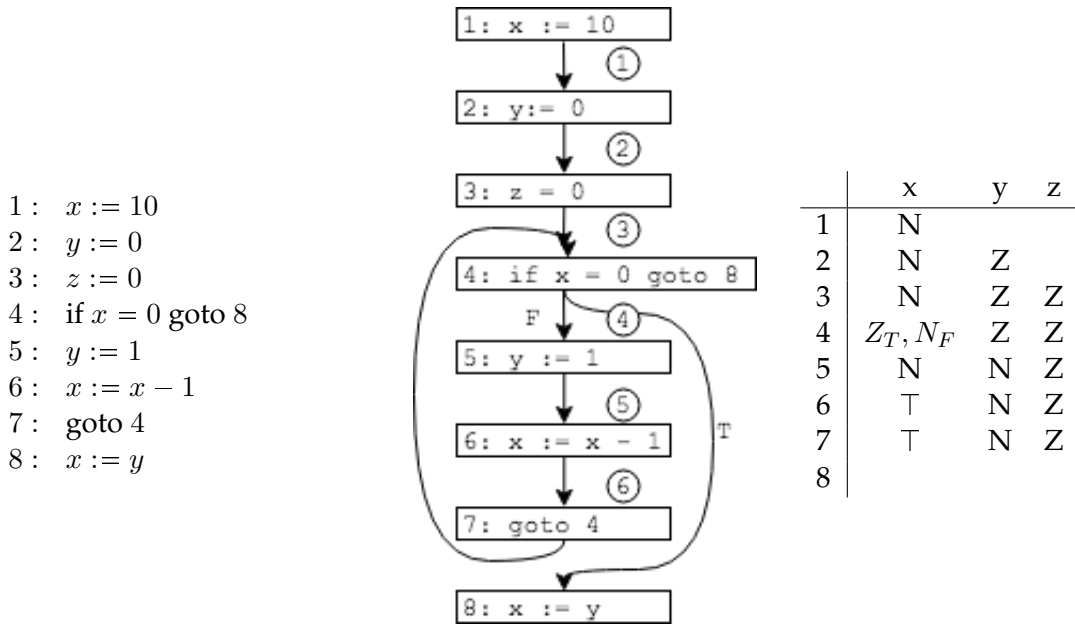 1 : x := 10
2 : y := 0
3 : z := 0
4 : if x = 0 goto 8
5 : y := 1
6 : x := x − 1
7 : goto 4
8 : x := y
1: x := 10
①
2: y:= 0
②
3: z = 0
③
4: if x = 0 goto 8
F ④
5: y := 1
⑤
T
6: x := x - 1
⑥
7: goto 4
8: x := y
x y z
1 N
2 N Z
3 N Z Z
4 Z_T, N_F Z Z
5 N N Z
6 ⊤ N Z
7 ⊤ N Z
8